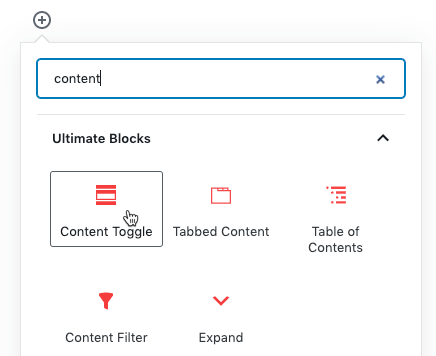 content
Ultimate Blocks
Content Toggle
Tabbed Content
Table of
Contents
Content Filter
Expand